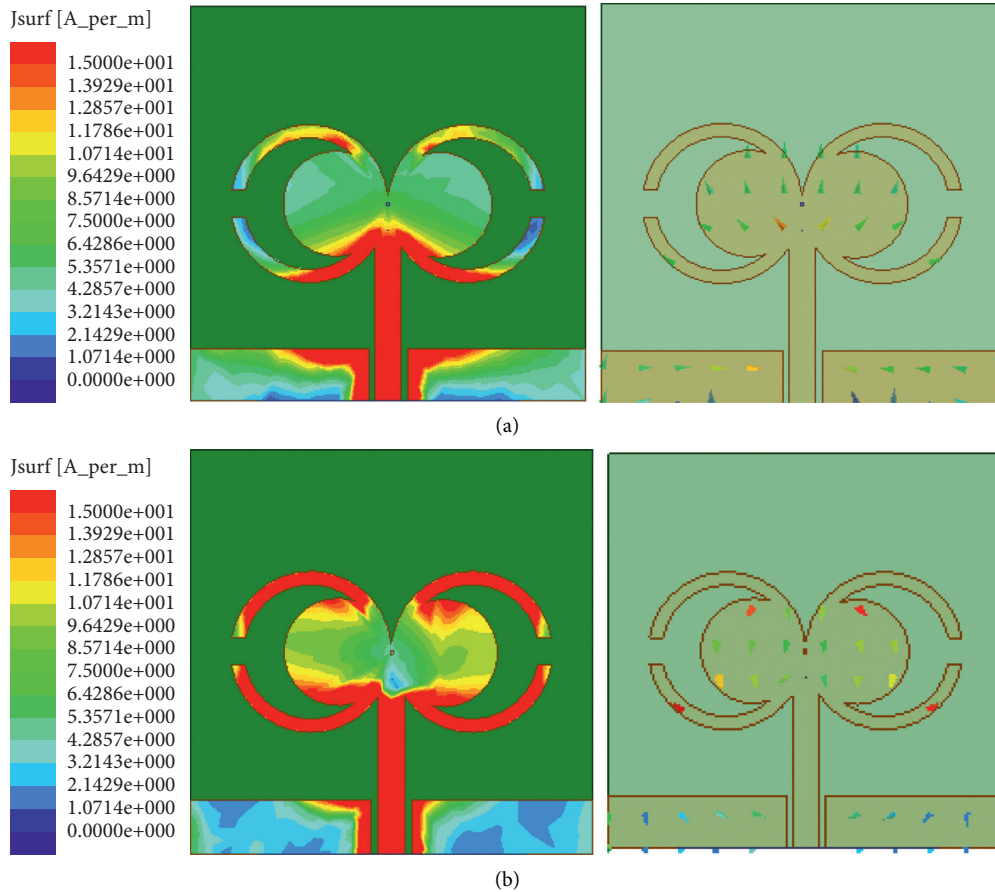 Jsurf [A_per_m]
1.5000e+001
1.3929e+001
1.2857e+001
1.1786e+001
1.0714e+001
9.6429e+000
8.5714e+000
7.5000e+000
6.4286e+000
5.3571e+000
4.2857e+000
3.2143e+000
2.1429e+000
1.0714e+000
0.0000e+000
(a)
Jsurf [A_per_m]
1.5000e+001
1.3929e+001
1.2857e+001
1.1786e+001
1.0714e+001
9.6429e+000
8.5714e+000
7.5000e+000
6.4286e+000
5.3571e+000
4.2857e+000
3.2143e+000
2.1429e+000
1.0714e+000
0.0000e+000
(b)